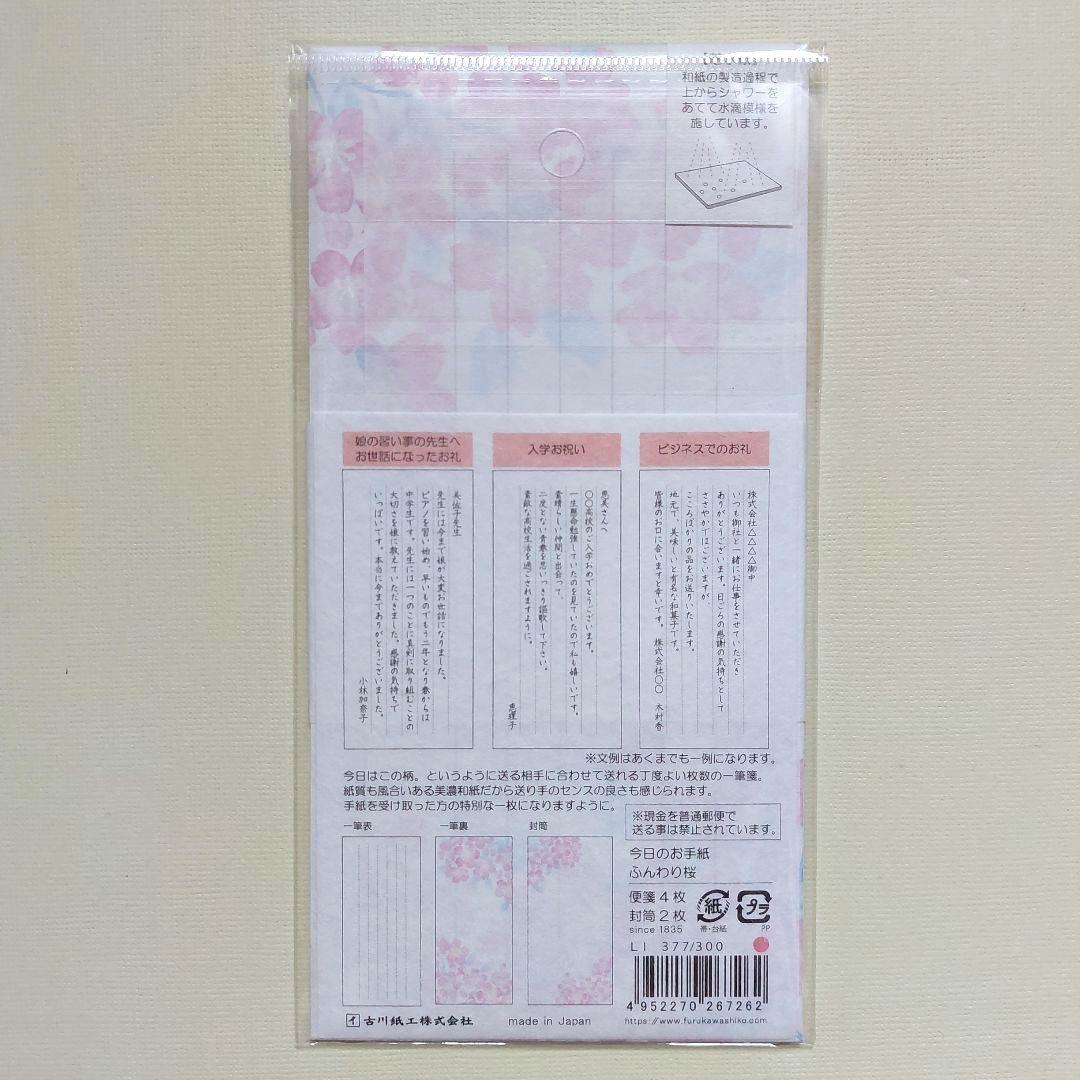 和紙の製造過程で
上からシャワーを
あてて水滴模様を
施しています。
娘の習い事の先生へ
お世話になったお礼
美佐子先生
先生には今まで娘が大変お世話になりました。
ピアノを習い始め、早いものでもう二年となり春からは
中学生です。先生には一つのことに真剣に取り組むことの
大切さを娘に教えていただきました。感謝の気持ちで
いっぱいです。本当に今までありがとうございました。
小林加奈子
入学お祝い
恵美さんへ
〇〇高校のご入学おめでとうございます。
一生懸命勉強していたのを見ていたので私も嬉しいです。
素晴らしい仲間と出会って、
二度とない青春を思いっきり謳歌して下さい。
素敵な高校生活を過ごされますように。
恵理子
ビジネスでのお礼
株式会社△△△△御中
いつも御社と一緒にお仕事をさせていただき
ありがとうございます。日ごろの感謝の気持ちとして
ささやかではございますが、
こころばかりの品をお送りいたします。
地元で、美味しいと有名な和菓子です。
皆様のお口に合いますと幸いです。 株式会社〇〇 木村香
※文例はあくまでも一例になります。
今日はこの柄。というように送る相手に合わせて送れる丁度よい枚数の一筆箋。
紙質も風合いある美濃和紙だから送り手のセンスの良さも感じられます。
手紙を受け取った方の特別な一枚になりますように。
※現金を普通郵便で
送る事は禁止されています。
一筆表
一筆裏
封筒
今日のお手紙
ふんわり桜
便箋4枚
封筒2枚
紙
帯・台紙
プラ
PP
since 1835
LI 377/300
4 952270 267262
イ 古川紙工株式会社
made in Japan
https://www.furukawashiko.com